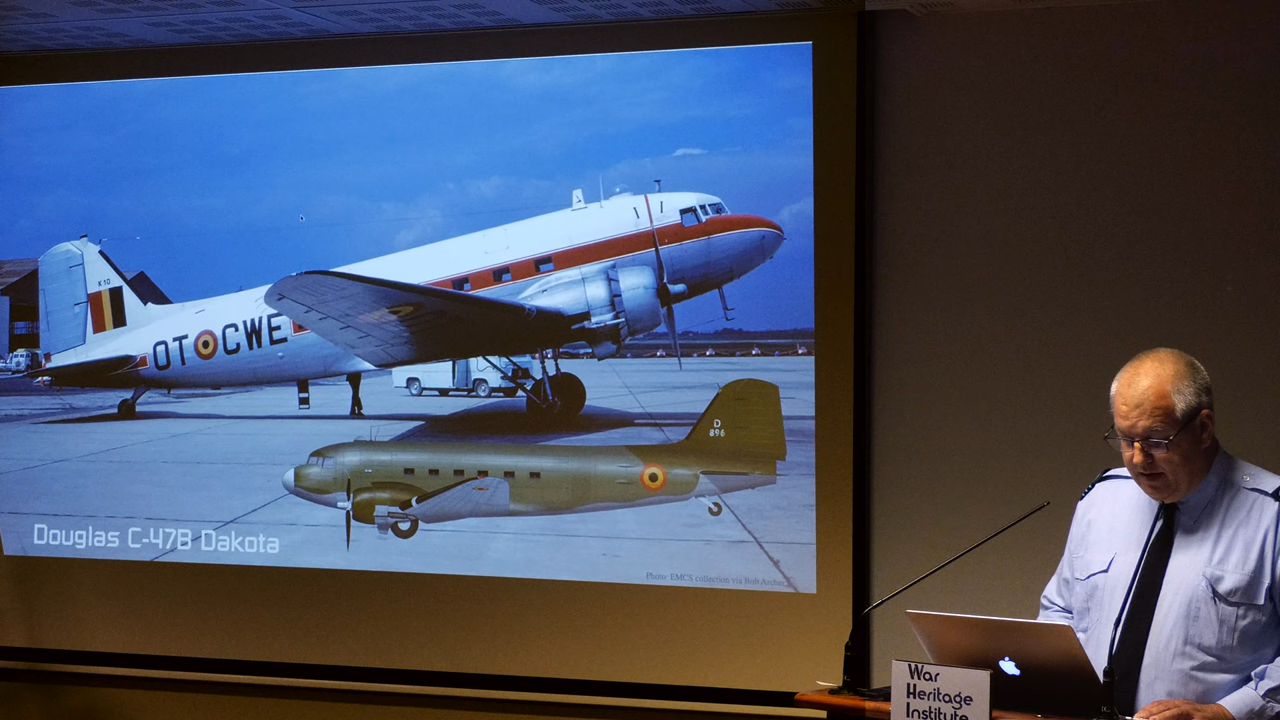 K10
OT CWE
D
896
Douglas C-47B Dakota
Photo: EMCS collection via Bob Archer
War
Heritage
Institute